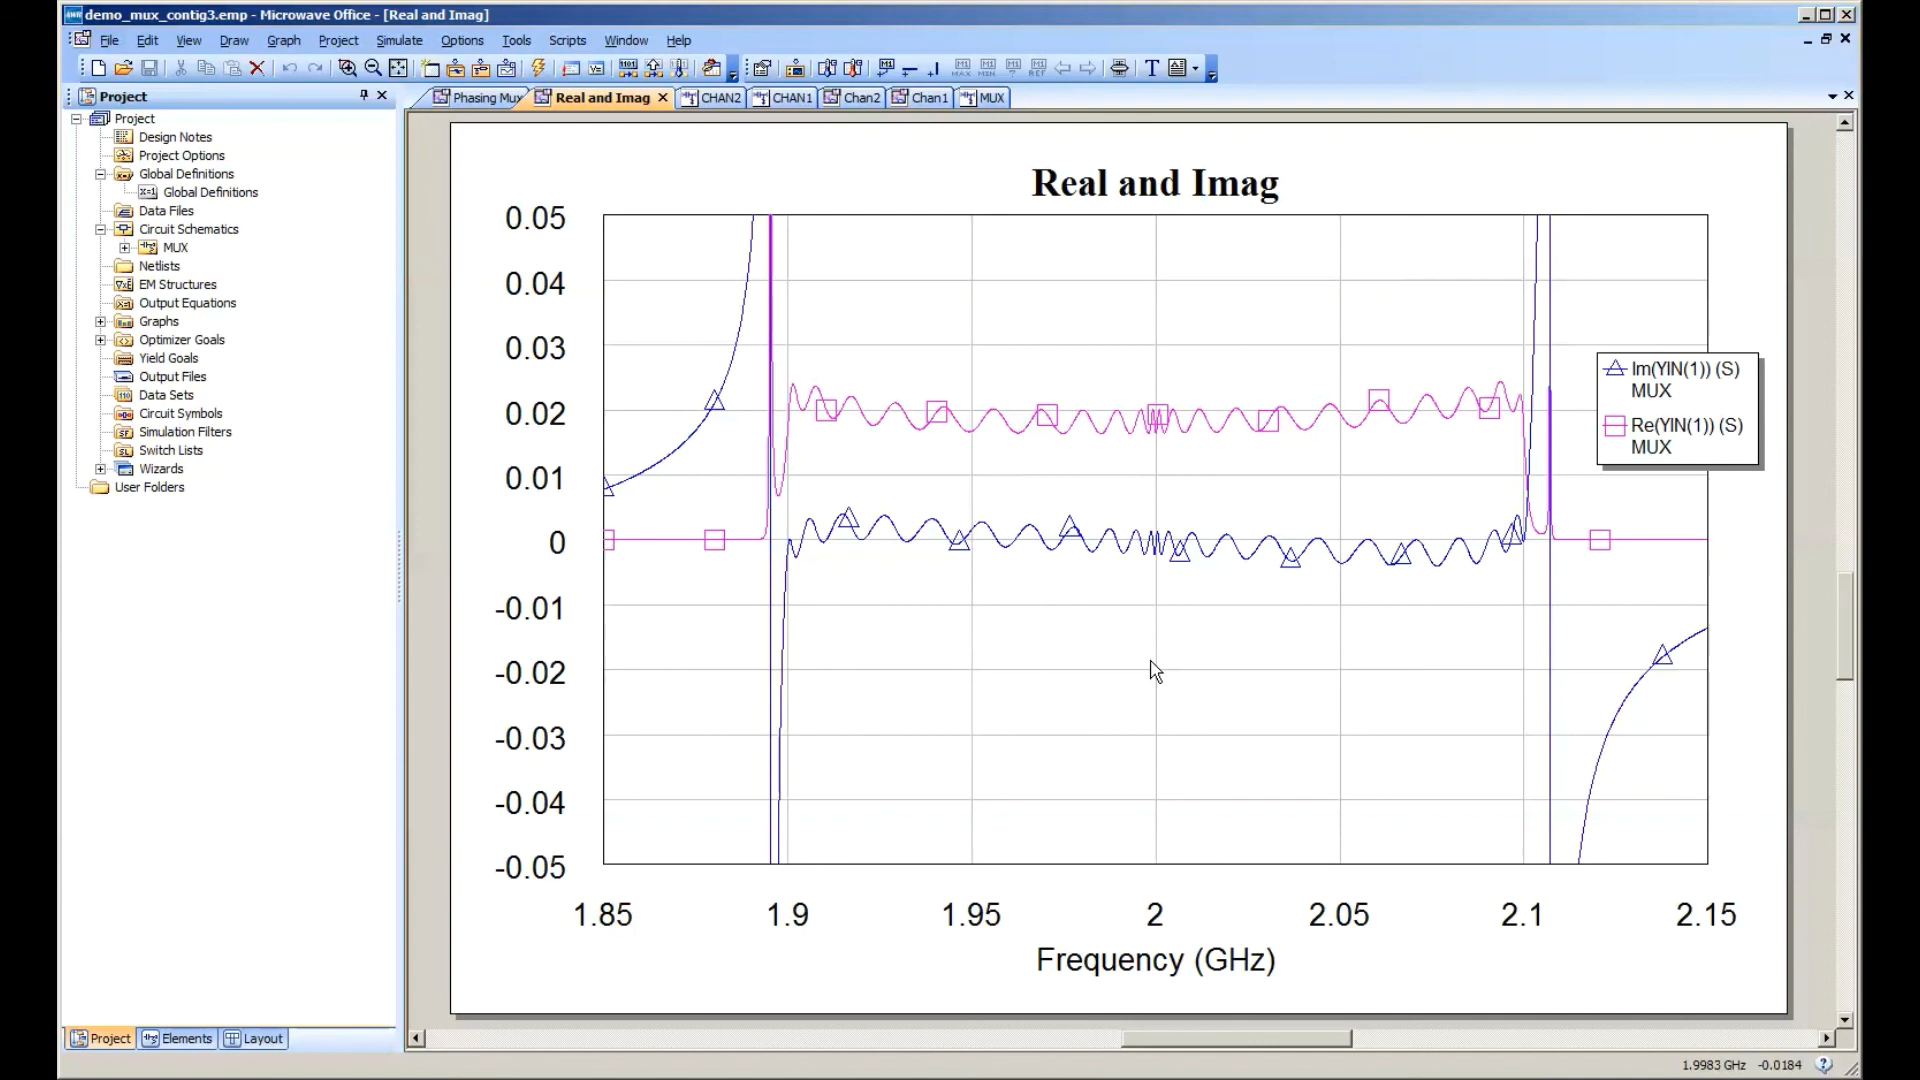 demo_mux_contig3.emp - Microwave Office - [Real and Imag]
File Edit View Draw Graph Project Simulate Options Tools Scripts Window Help
Project
Phasing Mux Real and Imag CHAN2 CHAN1 Chan2 Chan1 MUX
Project
Design Notes
Project Options
Global Definitions
Global Definitions
Data Files
Circuit Schematics
MUX
Netlists
EM Structures
Output Equations
Graphs
Optimizer Goals
Yield Goals
Output Files
Data Sets
Circuit Symbols
Simulation Filters
Switch Lists
Wizards
User Folders
Real and Imag
0.05
0.04
0.03
0.02
0.01
0
-0.01
-0.02
-0.03
-0.04
-0.05
1.85 1.9 1.95 2 2.05 2.1 2.15
Frequency (GHz)
Im(YIN(1)) (S)
MUX
Re(YIN(1)) (S)
MUX
Project Elements Layout
1.9983 GHz -0.0184